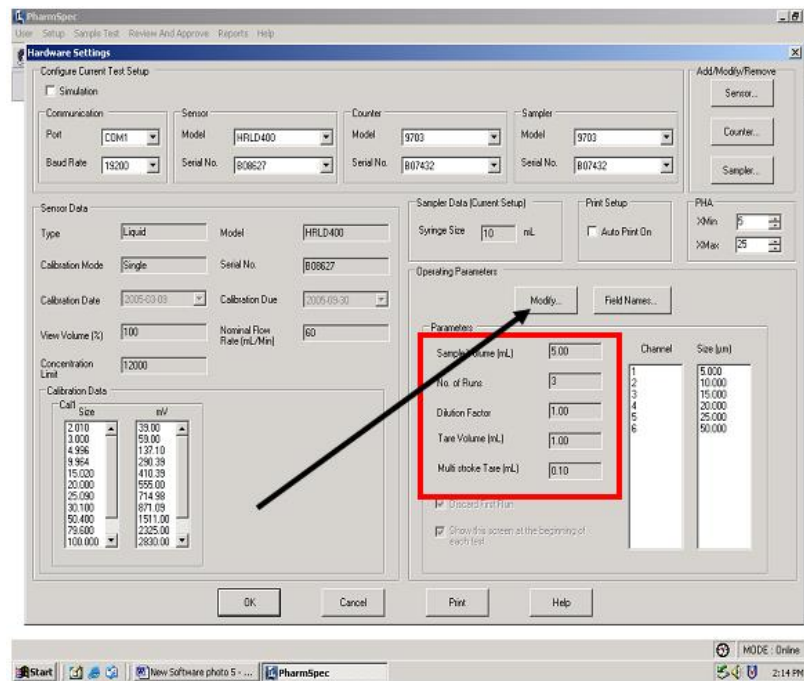 PharmSpec
User Setup Sample Test Review And Approve Reports Help
Hardware Settings
Configure Current Test Setup
Simulation
Communication
Port COM1
Baud Rate 19200
Sensor
Model HRLD400
Serial No. B08627
Counter
Model 9703
Serial No. B07432
Sampler
Model 9703
Serial No. B07432
Add/Modify/Remove
Sensor...
Counter...
Sampler...
Sensor Data
Type Liquid Model HRLD400
Calibration Mode Single Serial No. B08627
Calibration Date 2005-03-09 Calibration Due 2005-09-30
View Volume (%) 100 Nominal Flow Rate (mL/Min) 60
Concentration Limit 12000
Calibration Data
Cal1
Size mV
2.010 39.00
3.000 59.00
4.996 137.10
9.964 290.39
15.020 410.39
20.000 555.00
25.090 714.98
30.100 871.09
50.400 1511.00
79.600 2325.00
100.000 2830.00
Sampler Data (Current Setup)
Syringe Size 10 mL
Print Setup
Auto Print On
PHA
XMin 5
XMax 25
Operating Parameters
Modify... Field Names...
Parameters
Sample Volume (mL) 5.00
No. of Runs 3
Dilution Factor 1.00
Tare Volume (mL) 1.00
Multi stroke Tare (mL) 0.10
Discard First Run
Show this screen at the beginning of
each test
Channel Size (µm)
1 5.000
2 10.000
3 15.000
4 20.000
5 25.000
6 50.000
OK Cancel Print Help
MODE : Online
Start New Software photo 5 - ... PharmSpec 2:14 PM